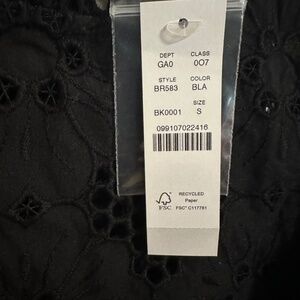 DEPT CLASS
GA0 007
STYLE COLOR
BR583 BLA
SIZE
BK0001 S
099107022416
RECYCLED
Paper
FSC FSC® C117781